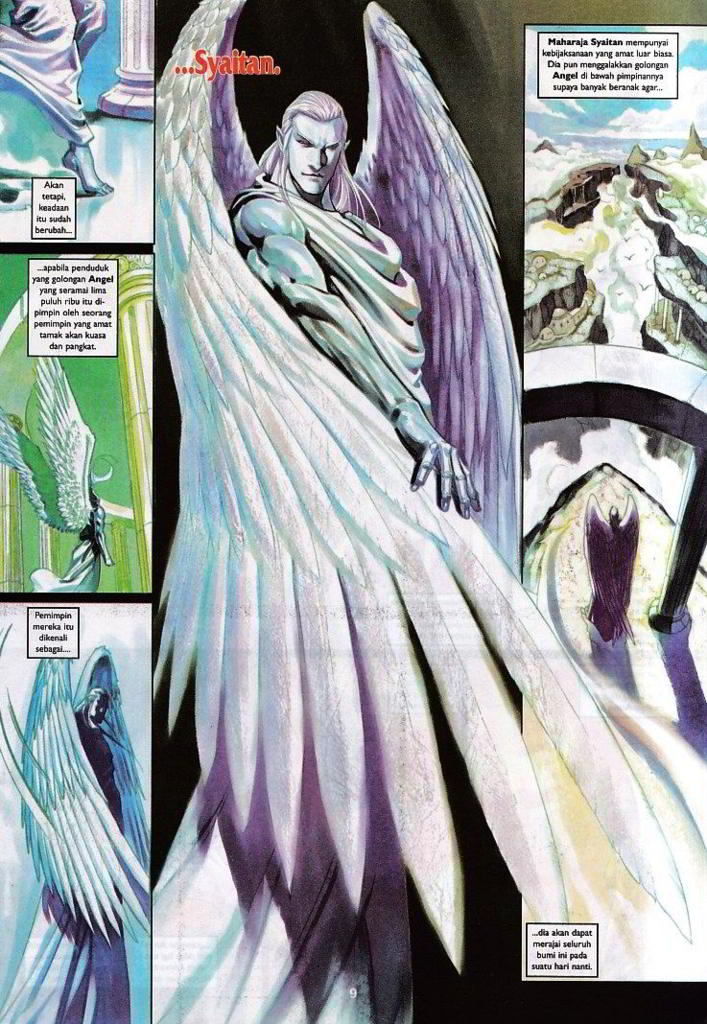 Akan
tetapi,
keadaan
itu sudah
berubah...
...apabila penduduk
yang golongan Angel
yang seramai lima
puluh ribu itu di-
pimpin oleh seorang
pemimpin yang amat
tamak akan kuasa
dan pangkat.
Pemimpin
mereka itu
dikenali
sebagai....
...Syaitan.
Maharaja Syaitan mempunyai
kebijaksanaan yang amat luar biasa.
Dia pun menggalakkan golongan
Angel di bawah pimpinannya
supaya banyak beranak agar...
...dia akan dapat
merajai seluruh
bumi ini pada
suatu hari nanti.
9